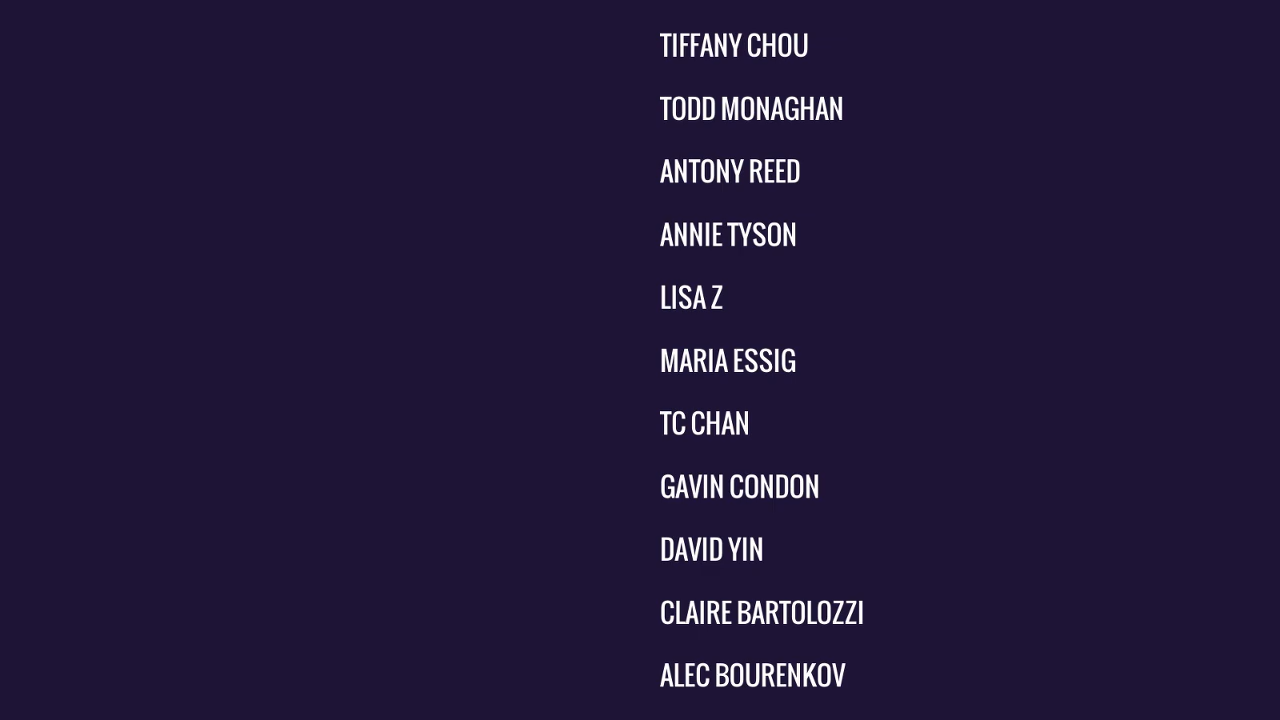 TIFFANY CHOU
TODD MONAGHAN
ANTONY REED
ANNIE TYSON
LISA Z
MARIA ESSIG
TC CHAN
GAVIN CONDON
DAVID YIN
CLAIRE BARTOLOZZI
ALEC BOURENKOV